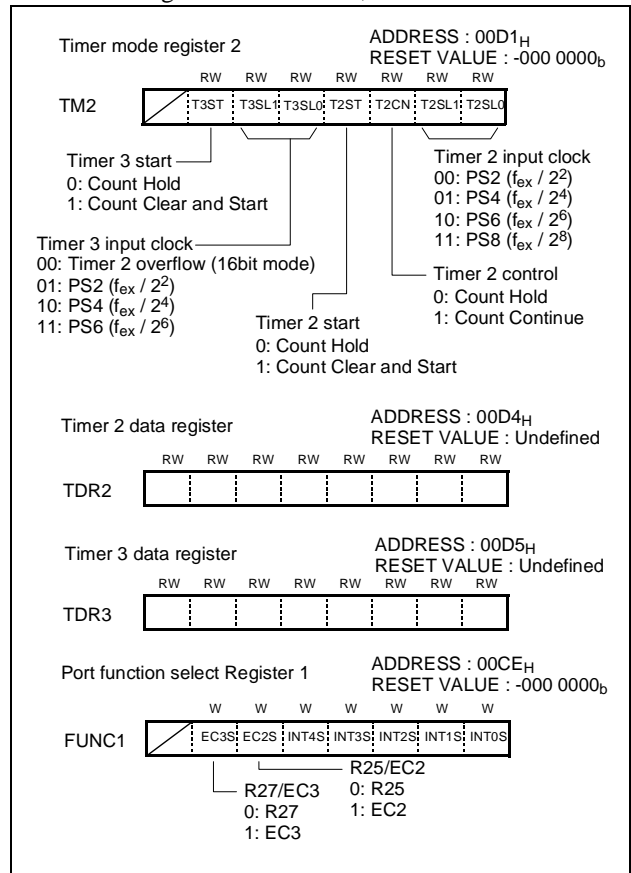 Timer mode register 2
ADDRESS : 00D1H
RESET VALUE : -000 0000b
RW RW RW RW RW RW RW
TM2 T3ST T3SL1 T3SL0 T2ST T2CN T2SL1 T2SL0
Timer 3 start
0: Count Hold
1: Count Clear and Start
Timer 2 input clock
00: PS2 (fex / 2²)
01: PS4 (fex / 2⁴)
10: PS6 (fex / 2⁶)
11: PS8 (fex / 2⁸)
Timer 3 input clock
00: Timer 2 overflow (16bit mode)
01: PS2 (fex / 2²)
10: PS4 (fex / 2⁴)
11: PS6 (fex / 2⁶)
Timer 2 control
0: Count Hold
1: Count Continue
Timer 2 start
0: Count Hold
1: Count Clear and Start
Timer 2 data register
ADDRESS : 00D4H
RESET VALUE : Undefined
RW RW RW RW RW RW RW RW
TDR2
Timer 3 data register
ADDRESS : 00D5H
RESET VALUE : Undefined
RW RW RW RW RW RW RW RW
TDR3
Port function select Register 1
ADDRESS : 00CEH
RESET VALUE : -000 0000b
W W W W W W W
FUNC1 EC3S EC2S INT4S INT3S INT2S INT1S INT0S
R25/EC2
0: R25
1: EC2
R27/EC3
0: R27
1: EC3